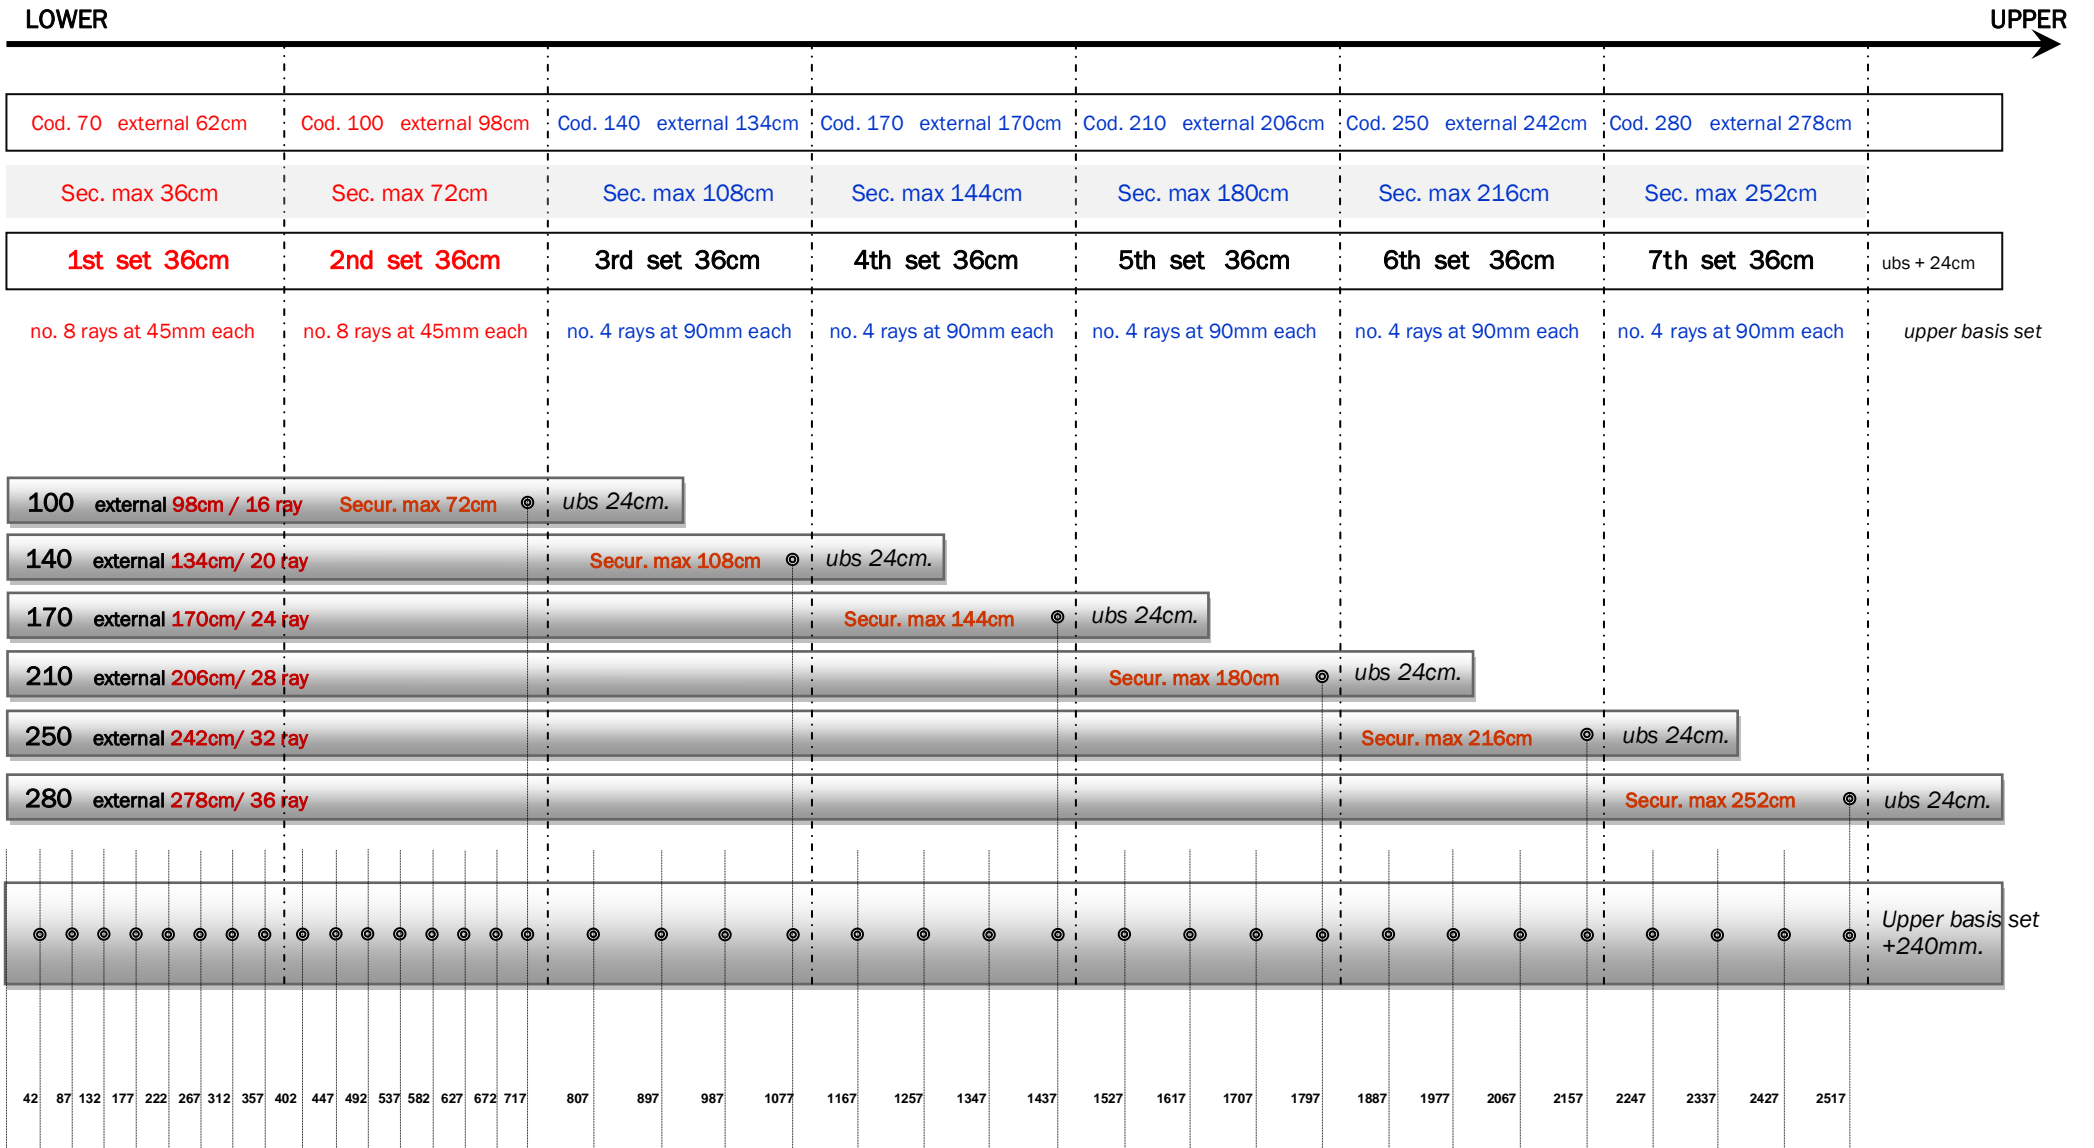 LOWER UPPER
Cod. 70 external 62cm Cod. 100 external 98cm Cod. 140 external 134cm Cod. 170 external 170cm Cod. 210 external 206cm Cod. 250 external 242cm Cod. 280 external 278cm
Sec. max 36cm Sec. max 72cm Sec. max 108cm Sec. max 144cm Sec. max 180cm Sec. max 216cm Sec. max 252cm
1st set 36cm 2nd set 36cm 3rd set 36cm 4th set 36cm 5th set 36cm 6th set 36cm 7th set 36cm ubs + 24cm
no. 8 rays at 45mm each no. 8 rays at 45mm each no. 4 rays at 90mm each no. 4 rays at 90mm each no. 4 rays at 90mm each no. 4 rays at 90mm each no. 4 rays at 90mm each upper basis set
100 external 98cm / 16 ray Secur. max 72cm ubs 24cm.
140 external 134cm/ 20 ray Secur. max 108cm ubs 24cm.
170 external 170cm/ 24 ray Secur. max 144cm ubs 24cm.
210 external 206cm/ 28 ray Secur. max 180cm ubs 24cm.
250 external 242cm/ 32 ray Secur. max 216cm ubs 24cm.
280 external 278cm/ 36 ray Secur. max 252cm ubs 24cm.
Upper basis set
+240mm.
42 87 132 177 222 267 312 357 402 447 492 537 582 627 672 717 807 897 987 1077 1167 1257 1347 1437 1527 1617 1707 1797 1887 1977 2067 2157 2247 2337 2427 2517